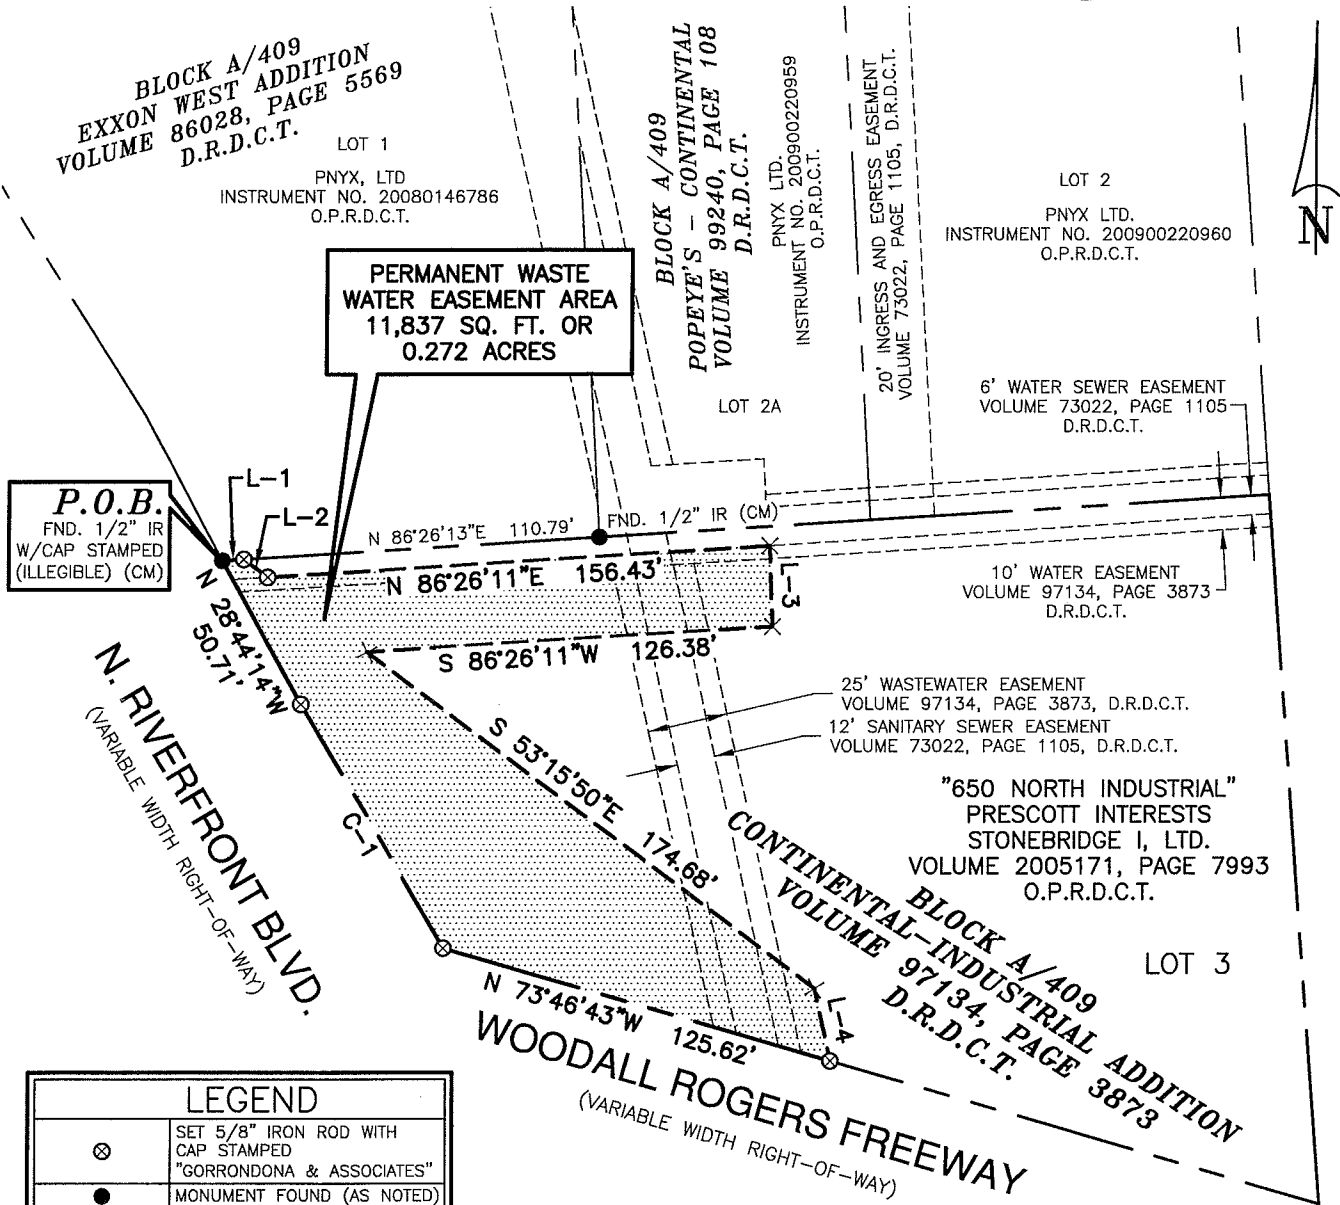 BLOCK A/409
EXXON WEST ADDITION
VOLUME 86028, PAGE 5569
D.R.D.C.T.
LOT 1
PNYX, LTD
INSTRUMENT NO. 20080146786
O.P.R.D.C.T.
BLOCK A/409
POPEYE'S - CONTINENTAL
VOLUME 99240, PAGE 108
D.R.D.C.T.
PNYX LTD.
INSTRUMENT NO. 200900220959
O.P.R.D.C.T.
LOT 2A
20' INGRESS AND EGRESS EASEMENT
VOLUME 73022, PAGE 1105, D.R.D.C.T.
LOT 2
PNYX LTD.
INSTRUMENT NO. 200900220960
O.P.R.D.C.T.
N
PERMANENT WASTE
WATER EASEMENT AREA
11,837 SQ. FT. OR
0.272 ACRES
6' WATER SEWER EASEMENT
VOLUME 73022, PAGE 1105
D.R.D.C.T.
P.O.B.
FND. 1/2" IR
W/CAP STAMPED
(ILLEGIBLE) (CM)
L-1
L-2
N 86°26'13"E 110.79'
FND. 1/2" IR (CM)
N 86°26'11"E 156.43'
L-3
10' WATER EASEMENT
VOLUME 97134, PAGE 3873
D.R.D.C.T.
N 28°44'14"W
50.71'
S 86°26'11"W 126.38'
N. RIVERFRONT BLVD.
(VARIABLE WIDTH RIGHT-OF-WAY)
C-1
S 53°15'50"E 174.68'
25' WASTEWATER EASEMENT
VOLUME 97134, PAGE 3873, D.R.D.C.T.
12' SANITARY SEWER EASEMENT
VOLUME 73022, PAGE 1105, D.R.D.C.T.
"650 NORTH INDUSTRIAL"
PRESCOTT INTERESTS
STONEBRIDGE I, LTD.
VOLUME 2005171, PAGE 7993
O.P.R.D.C.T.
BLOCK A/409
CONTINENTAL-INDUSTRIAL ADDITION
VOLUME 97134, PAGE 3873
D.R.D.C.T.
LOT 3
L-4
N 73°46'43"W 125.62'
WOODALL ROGERS FREEWAY
(VARIABLE WIDTH RIGHT-OF-WAY)
LEGEND
SET 5/8" IRON ROD WITH
CAP STAMPED
"GORRONDONA & ASSOCIATES"
MONUMENT FOUND (AS NOTED)